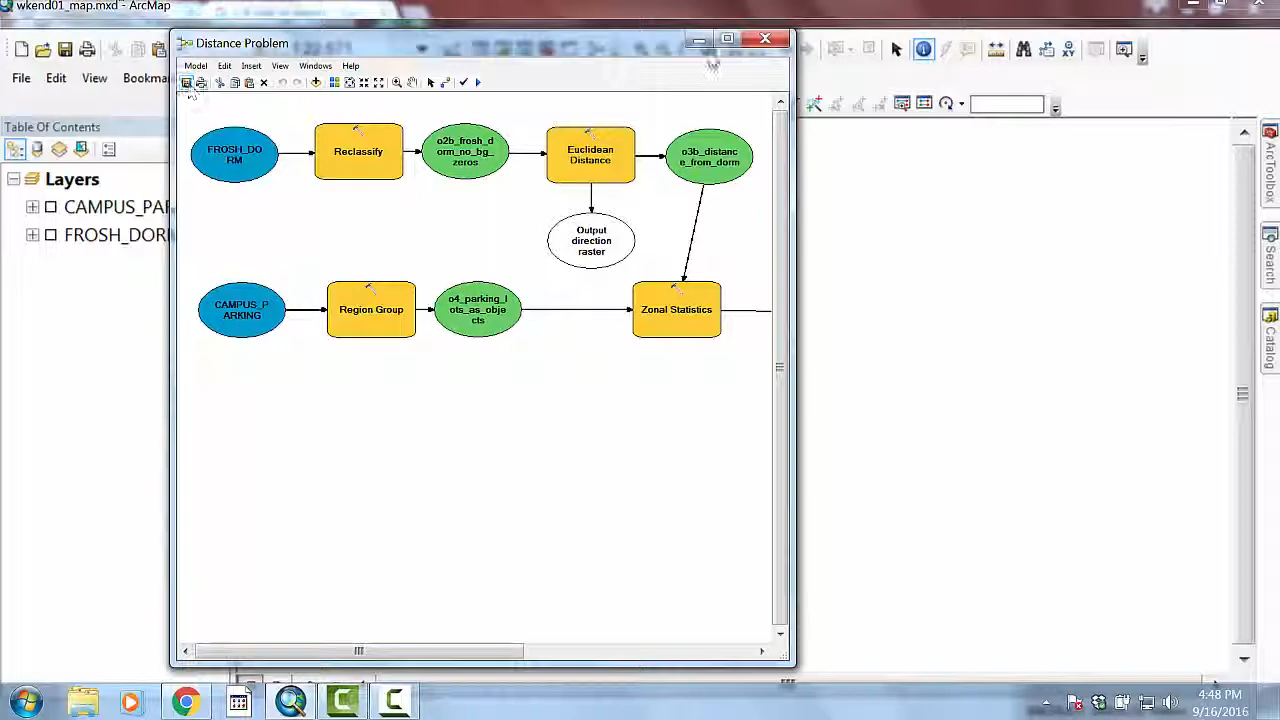 wkend01_map.mxd - ArcMap
Distance Problem
File Edit View Bookma
Model Edit Insert View Windows Help
Table Of Contents
Layers
CAMPUS_PAR
FROSH_DORM
FROSH_DO
RM
Reclassify
o2b_frosh_d
orm_no_bg_
zeros
Euclidean
Distance
o3b_distanc
e_from_dorm
Output
direction
raster
CAMPUS_P
ARKING
Region Group
o4_parking_l
ots_as_obje
cts
Zonal Statistics
ArcToolbox
Search
Catalog
4:48 PM
9/16/2016